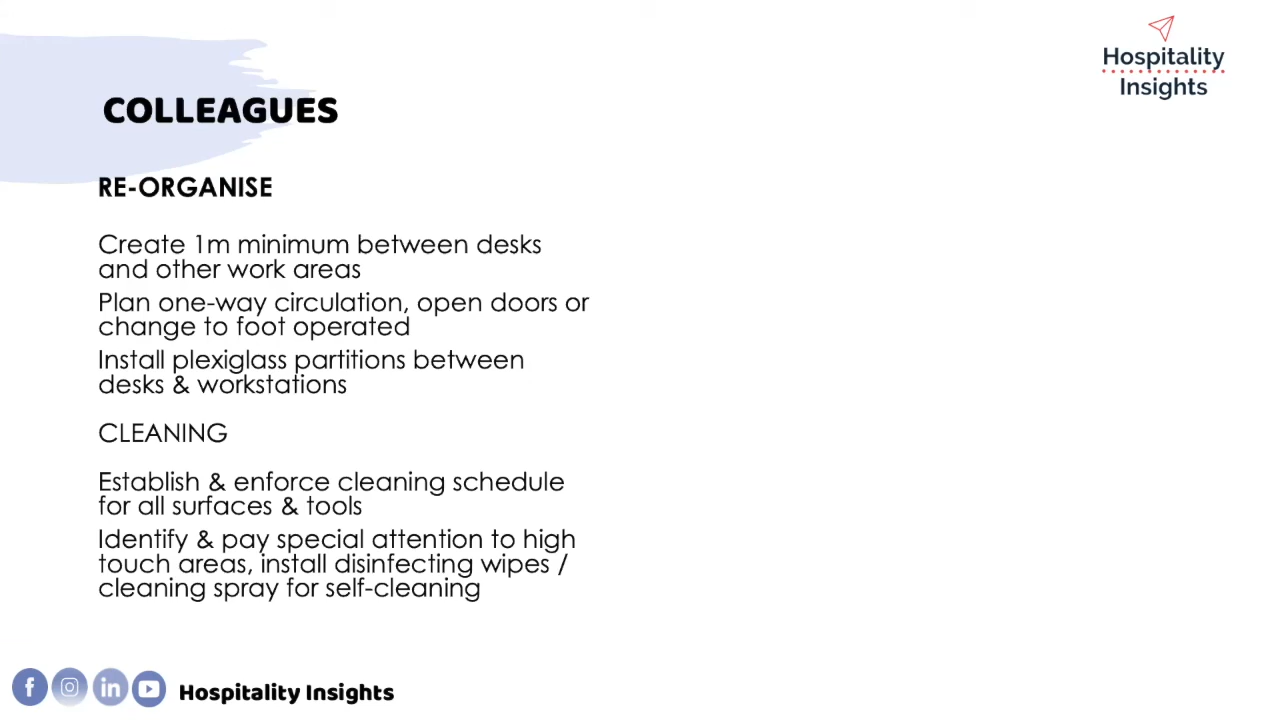 Hospitality
Insights
COLLEAGUES
RE-ORGANISE
Create 1m minimum between desks
and other work areas
Plan one-way circulation, open doors or
change to foot operated
Install plexiglass partitions between
desks & workstations
CLEANING
Establish & enforce cleaning schedule
for all surfaces & tools
Identify & pay special attention to high
touch areas, install disinfecting wipes /
cleaning spray for self-cleaning
Hospitality Insights